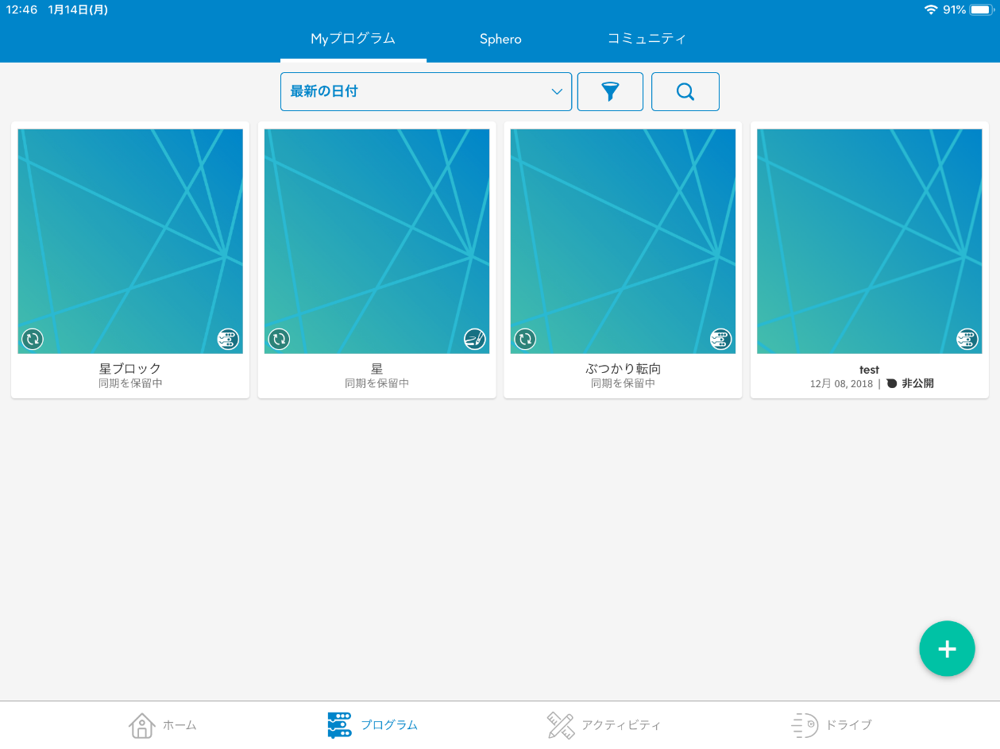 12:46 1月14日(月) 91%
Myプログラム Sphero コミュニティ
最新の日付
星ブロック
同期を保留中
星
同期を保留中
ぶつかり転向
同期を保留中
test
12月 08, 2018 | 非公開
ホーム プログラム アクティビティ ドライブ